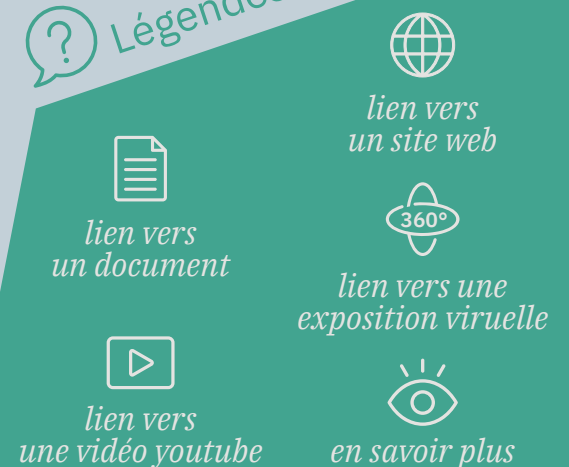 ?
Légendes
lien vers
un site web
lien vers
un document
360°
lien vers une
exposition viruelle
lien vers
une vidéo youtube
en savoir plus